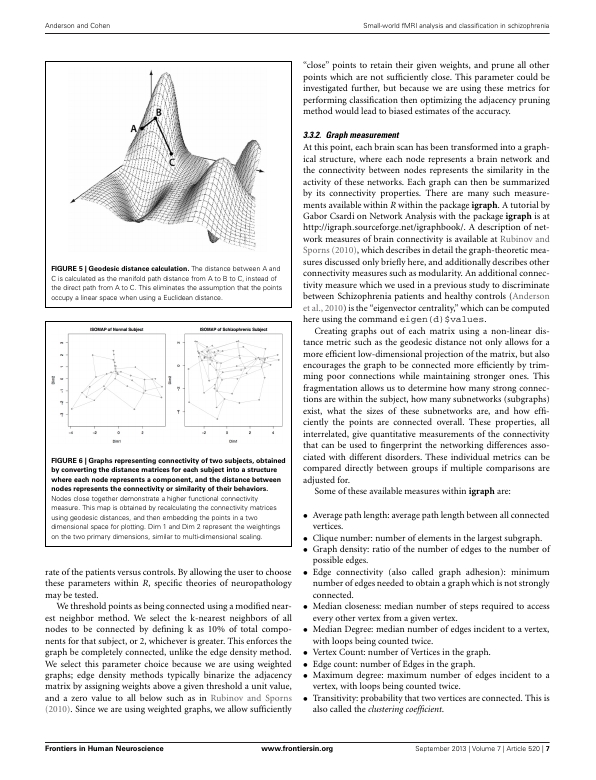 Anderson and Cohen
Small-world fMRI analysis and classification in schizophrenia
A
B
C
FIGURE 5 | Geodesic distance calculation. The distance between A and
C is calculated as the manifold path distance from A to B to C, instead of
the direct path from A to C. This eliminates the assumption that the points
occupy a linear space when using a Euclidean distance.
ISOMAP of Normal Subject
ISOMAP of Schizophrenic Subject
Dim1
FIGURE 6 | Graphs representing connectivity of two subjects, obtained
by converting the distance matrices for each subject into a structure
where each node represents a component, and the distance between
nodes represents the connectivity or similarity of their behaviors.
Nodes close together demonstrate a higher functional connectivity
measure. This map is obtained by recalculating the connectivity matrices
using geodesic distances, and then embedding the points in a two
dimensional space for plotting. Dim 1 and Dim 2 represent the weightings
on the two primary dimensions, similar to multi-dimensional scaling.
rate of the patients versus controls. By allowing the user to choose
these parameters within R, specific theories of neuropathology
may be tested.
We threshold points as being connected using a modified near-
est neighbor method. We select the k-nearest neighbors of all
nodes to be connected by defining k as 10% of total compo-
nents for that subject, or 2, whichever is greater. This enforces the
graph be completely connected, unlike the edge density method.
We select this parameter choice because we are using weighted
graphs; edge density methods typically binarize the adjacency
matrix by assigning weights above a given threshold a unit value,
and a zero value to all below such as in Rubinov and Sporns
(2010). Since we are using weighted graphs, we allow sufficiently
"close" points to retain their given weights, and prune all other
points which are not sufficiently close. This parameter could be
investigated further, but because we are using these metrics for
performing classification then optimizing the adjacency pruning
method would lead to biased estimates of the accuracy.
3.3.2. Graph measurement
At this point, each brain scan has been transformed into a graph-
ical structure, where each node represents a brain network and
the connectivity between nodes represents the similarity in the
activity of these networks. Each graph can then be summarized
by its connectivity properties. There are many such measure-
ments available within R within the package igraph. A tutorial by
Gabor Csardi on Network Analysis with the package igraph is at
http://igraph.sourceforge.net/igraphbook/. A description of net-
work measures of brain connectivity is available at Rubinov and
Sporns (2010), which describes in detail the graph-theoretic mea-
sures discussed only briefly here, and additionally describes other
connectivity measures such as modularity. An additional connec-
tivity measure which we used in a previous study to discriminate
between Schizophrenia patients and healthy controls (Anderson
et al., 2010) is the "eigenvector centrality," which can be computed
here using the command eigen(d)$values.
Creating graphs out of each matrix using a non-linear dis-
tance metric such as the geodesic distance not only allows for a
more efficient low-dimensional projection of the matrix, but also
encourages the graph to be connected more efficiently by trim-
ming poor connections while maintaining stronger ones. This
fragmentation allows us to determine how many strong connec-
tions are within the subject, how many subnetworks (subgraphs)
exist, what the sizes of these subnetworks are, and how effi-
ciently the points are connected overall. These properties, all
interrelated, give quantitative measurements of the connectivity
that can be used to fingerprint the networking differences asso-
ciated with different disorders. These individual metrics can be
compared directly between groups if multiple comparisons are
adjusted for.
Some of these available measures within igraph are:
• Average path length: average path length between all connected
vertices.
• Clique number: number of elements in the largest subgraph.
• Graph density: ratio of the number of edges to the number of
possible edges.
• Edge connectivity (also called graph adhesion): minimum
number of edges needed to obtain a graph which is not strongly
connected.
• Median closeness: median number of steps required to access
every other vertex from a given vertex.
• Median Degree: median number of edges incident to a vertex,
with loops being counted twice.
• Vertex Count: number of Vertices in the graph.
• Edge count: number of Edges in the graph.
• Maximum degree: maximum number of edges incident to a
vertex, with loops being counted twice.
• Transitivity: probability that two vertices are connected. This is
also called the clustering coefficient.
Frontiers in Human Neuroscience
www.frontiersin.org
September 2013 | Volume 7 | Article 520 | 7